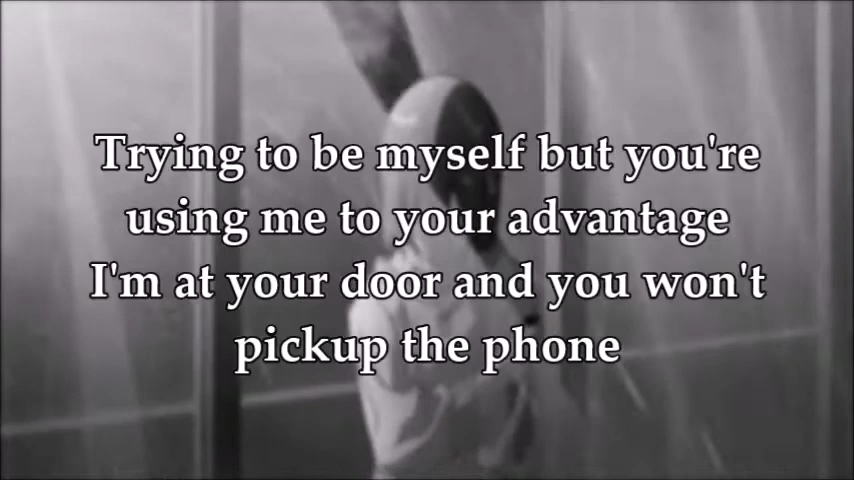 Trying to be myself but you're
using me to your advantage
I'm at your door and you won't
pickup the phone